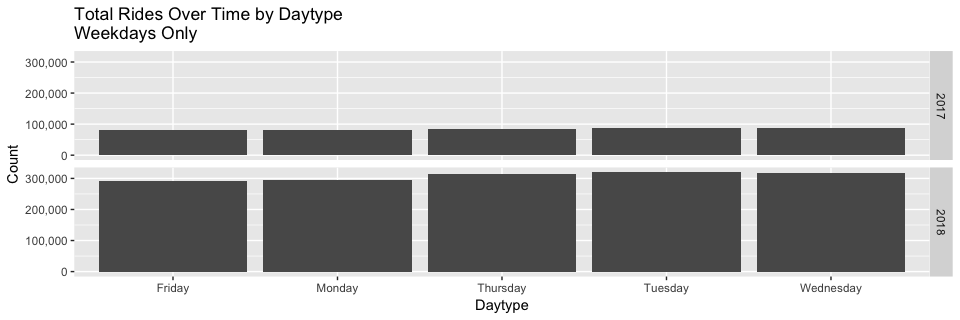 Total Rides Over Time by Daytype
Weekdays Only
Count
300,000
200,000
100,000
0
2017
300,000
200,000
100,000
0
2018
Friday Monday Thursday Tuesday Wednesday
Daytype